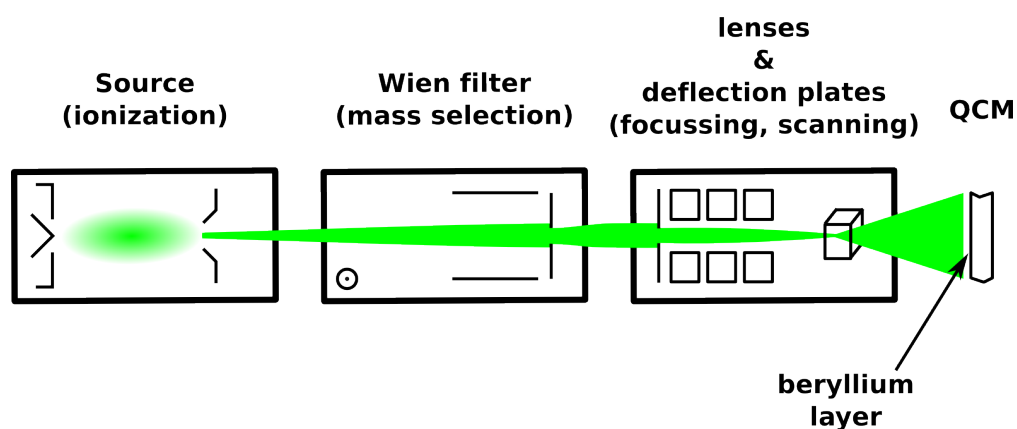 Source
(ionization)
Wien filter
(mass selection)
lenses
&
deflection plates
(focussing, scanning)
QCM
beryllium
layer